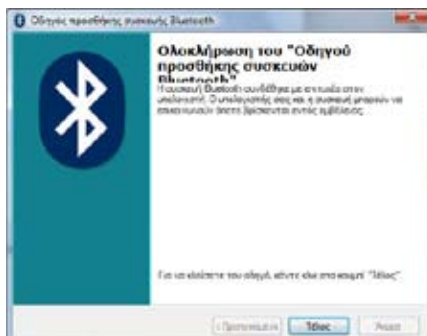 Οδηγός προσθήκης συσκευής Bluetooth
Ολοκλήρωση του "Οδηγού
προσθήκης συσκευών
Bluetooth"
Η συσκευή Bluetooth συνδέθηκε με επιτυχία στον
υπολογιστή. Ο υπολογιστής σας και η συσκευή μπορούν να
επικοινωνούν όποτε βρίσκονται εντός εμβέλειας.
Για να κλείσετε τον οδηγό, κάντε κλικ στο κουμπί "Τέλος".
< Προηγούμενο Τέλος Άκυρο